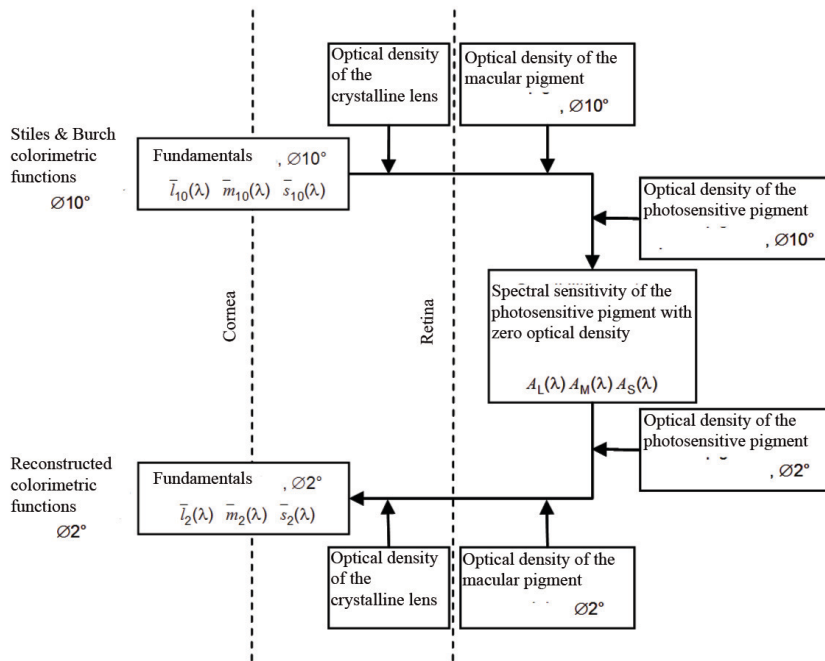 Optical density
of the
crystalline lens
Optical density of the
macular pigment
, Ø10°
Stiles & Burch
colorimetric
functions
Ø10°
Fundamentals , Ø10°
l̅₁₀(λ) m̅₁₀(λ) s̅₁₀(λ)
Optical density of the
photosensitive pigment
, Ø10°
Cornea
Retina
Spectral sensitivity of the
photosensitive pigment with
zero optical density
A_L(λ) A_M(λ) A_S(λ)
Optical density of the
photosensitive pigment
, Ø2°
Reconstructed
colorimetric
functions
Ø2°
Fundamentals , Ø2°
l̅₂(λ) m̅₂(λ) s̅₂(λ)
Optical density
of the
crystalline lens
Optical density of the
macular pigment
Ø2°